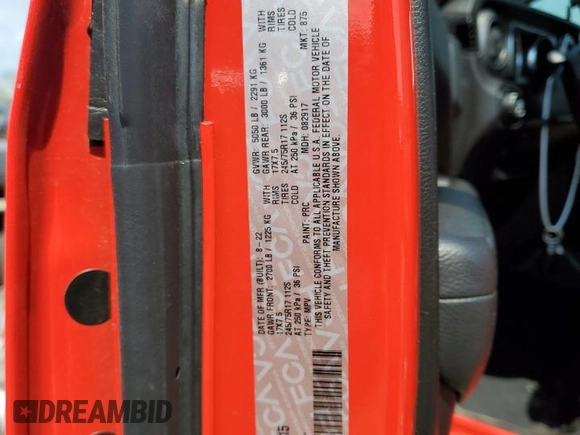 DATE OF MFR (BUILT): 8-22 GVWR: 5050 LB / 2291 KG
GAWR FRONT: 2700 LB / 1225 KG WITH GAWR REAR: 3000 LB / 1361 KG WITH
17X7.5 RIMS 17X7.5 RIMS
245/75R17 112S TIRES 245/75R17 112S TIRES
AT 250 kPa / 36 PSI COLD AT 250 kPa / 36 PSI COLD
TYPE: MPV PAINT: PRC MDH: 082917 MKT: 875
THIS VEHICLE CONFORMS TO ALL APPLICABLE U.S.A. FEDERAL MOTOR VEHICLE
SAFETY AND THEFT PREVENTION STANDARDS IN EFFECT ON THE DATE OF
MANUFACTURE SHOWN ABOVE.
DREAMBID